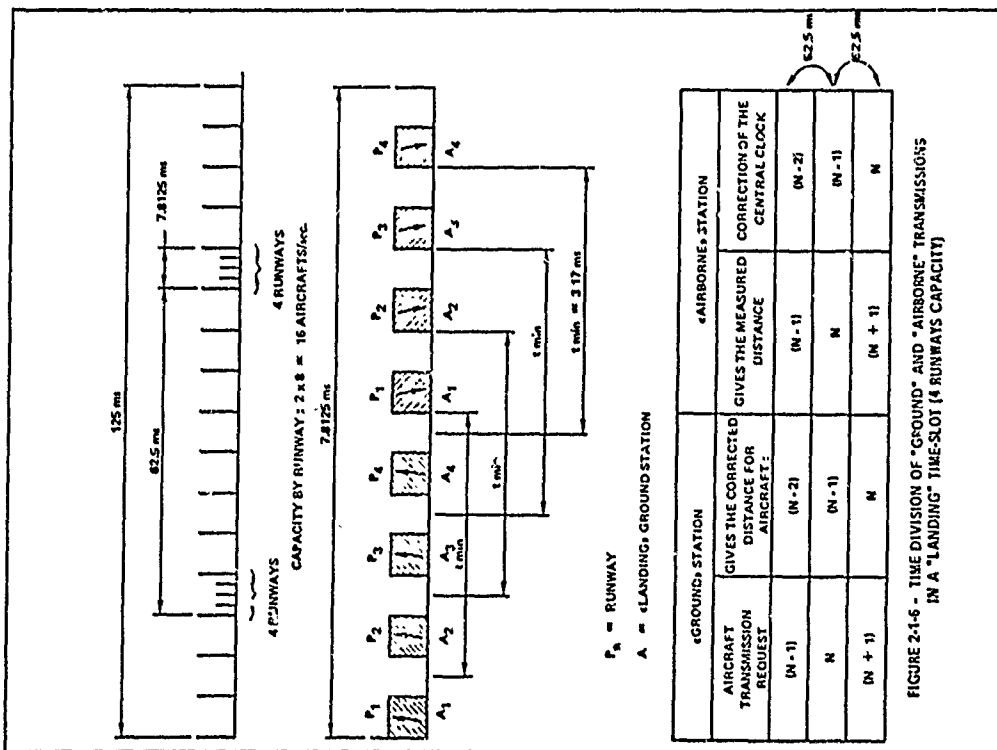 125 ms
62.5 ms
7.8125 ms
4 RUNWAYS
4 RUNWAYS
CAPACITY BY RUNWAY : 2 x 8 = 16 AIRCRAFTS/sec.
7.8125 ms
P1 P2 P3 P4 P1 P2 P3 P4
A1 A2 A3 A4 A1 A2 A3 A4
t min
t min
t min
t min = 3.17 ms
Pn = RUNWAY
A = «LANDING» GROUND STATION
«GROUND» STATION
«AIRBORNE» STATION
AIRCRAFT TRANSMISSION REQUEST
GIVES THE CORRECTED DISTANCE FOR AIRCRAFT :
GIVES THE MEASURED DISTANCE
CORRECTION OF THE CENTRAL CLOCK
(N - 1) (N - 2) (N - 1) (N - 2)
N (N - 1) N (N - 1)
(N + 1) N (N + 1) N
62.5 ms
62.5 ms
FIGURE 2-1-6 - TIME DIVISION OF "GROUND" AND "AIRBORNE" TRANSMISSIONS
IN A "LANDING" TIME-SLOT (4 RUNWAYS CAPACITY)